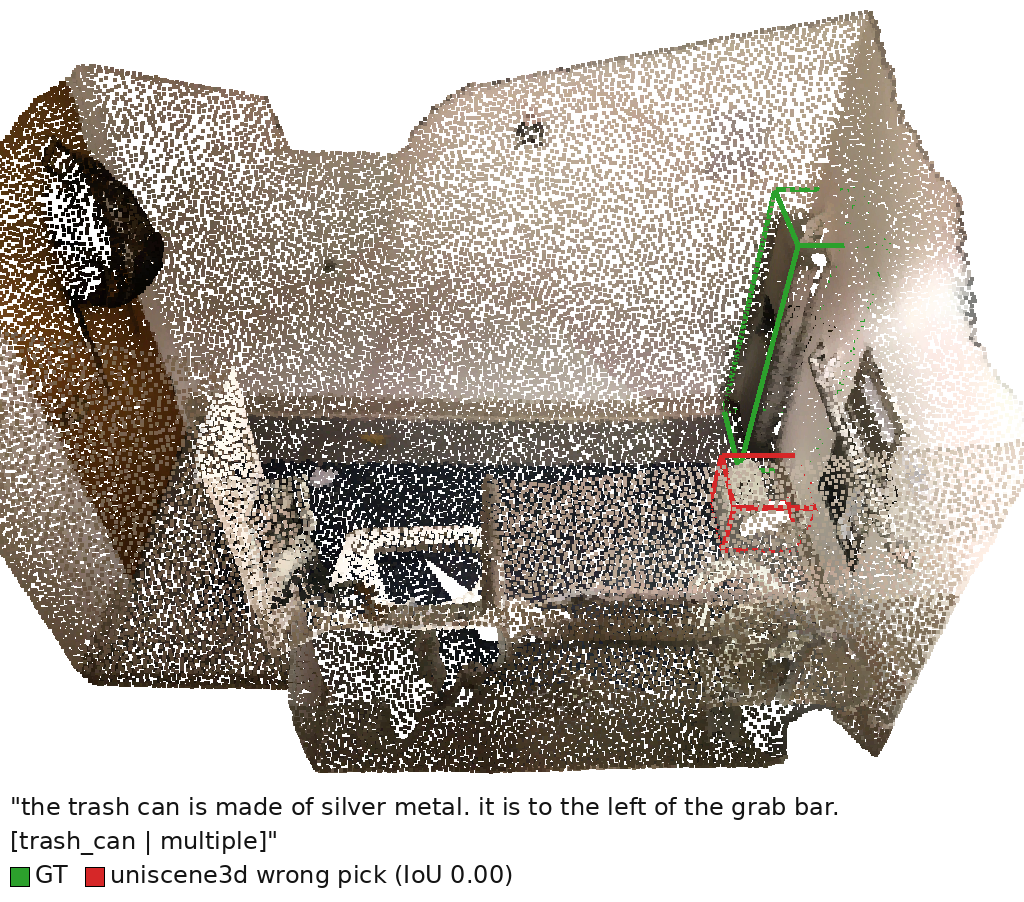 "the trash can is made of silver metal. it is to the left of the grab bar.
[trash_can | multiple]"
GT uniscene3d wrong pick (IoU 0.00)